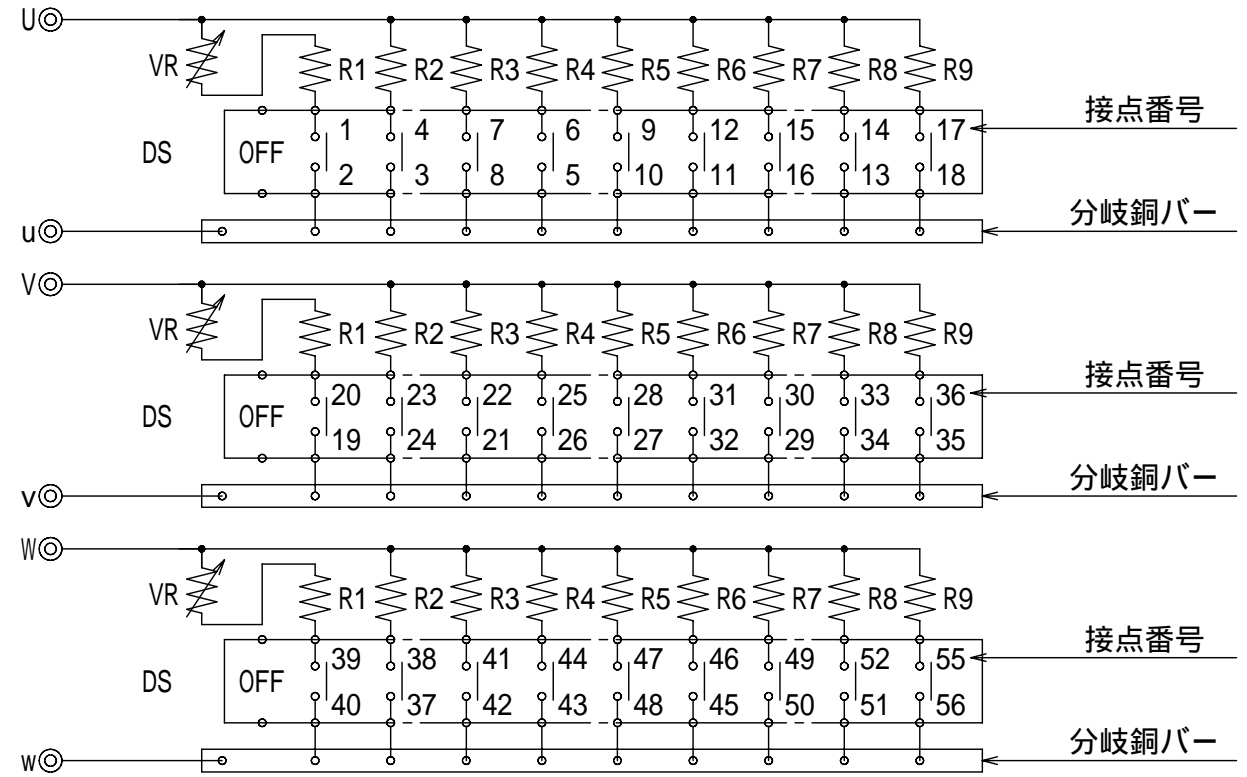 U
VR R1 R2 R3 R4 R5 R6 R7 R8 R9
接点番号
1 4 7 6 9 12 15 14 17
DS OFF
2 3 8 5 10 11 16 13 18
分岐銅バー
u
V
VR R1 R2 R3 R4 R5 R6 R7 R8 R9
接点番号
20 23 22 25 28 31 30 33 36
DS OFF
19 24 21 26 27 32 29 34 35
分岐銅バー
v
W
VR R1 R2 R3 R4 R5 R6 R7 R8 R9
接点番号
39 38 41 44 47 46 49 52 55
DS OFF
40 37 42 43 48 45 50 51 56
分岐銅バー
w